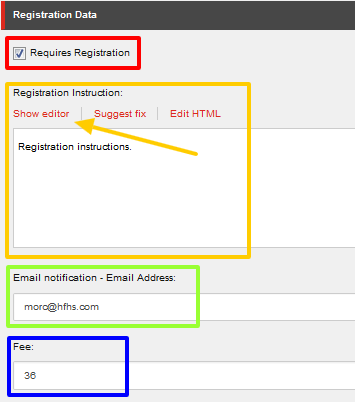 Registration Data
Requires Registration
Registration Instruction:
Show editor Suggest fix Edit HTML
Registration instructions.
Email notification - Email Address:
morc@hfhs.com
Fee:
36